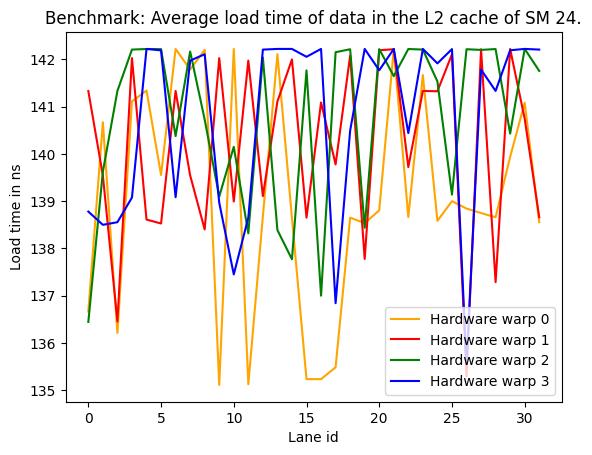 Benchmark: Average load time of data in the L2 cache of SM 24.
Load time in ns
142
141
140
139
138
137
136
135
0
5
10
15
20
25
30
Lane id
Hardware warp 0
Hardware warp 1
Hardware warp 2
Hardware warp 3